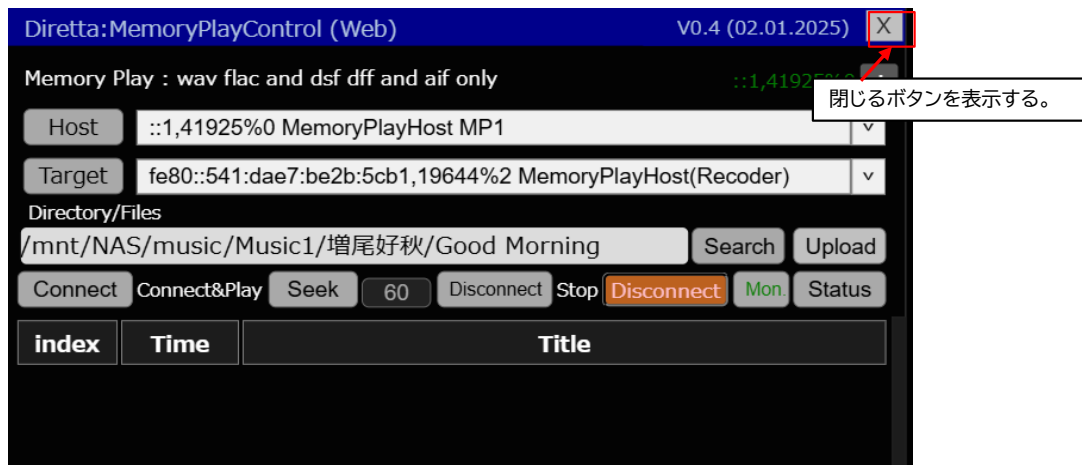 Diretta:MemoryPlayControl (Web) V0.4 (02.01.2025) X
Memory Play : wav flac and dsf dff and aif only ::1,41925%0
閉じるボタンを表示する。
Host ::1,41925%0 MemoryPlayHost MP1 v
Target fe80::541:dae7:be2b:5cb1,19644%2 MemoryPlayHost(Recoder) v
Directory/Files
/mnt/NAS/music/Music1/増尾好秋/Good Morning Search Upload
Connect Connect&Play Seek 60 Disconnect Stop Disconnect Mon. Status
index Time Title